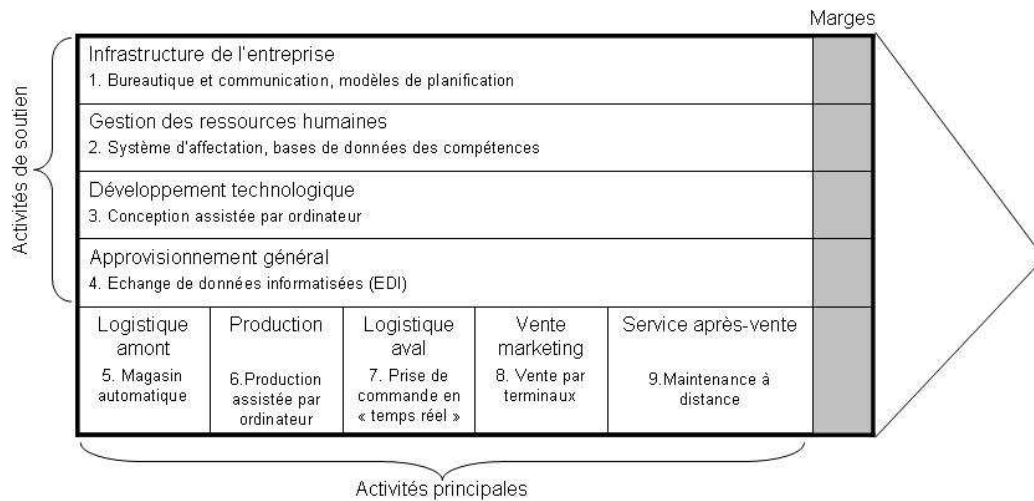 Marges
Infrastructure de l'entreprise
1. Bureautique et communication, modèles de planification
Gestion des ressources humaines
2. Système d'affectation, bases de données des compétences
Développement technologique
3. Conception assistée par ordinateur
Approvisionnement général
4. Echange de données informatisées (EDI)
Activités de soutien
Logistique
amont
5. Magasin
automatique
Production
6.Production
assistée par
ordinateur
Logistique
aval
7. Prise de
commande en
« temps réel »
Vente
marketing
8. Vente par
terminaux
Service après-vente
9.Maintenance à
distance
Activités principales